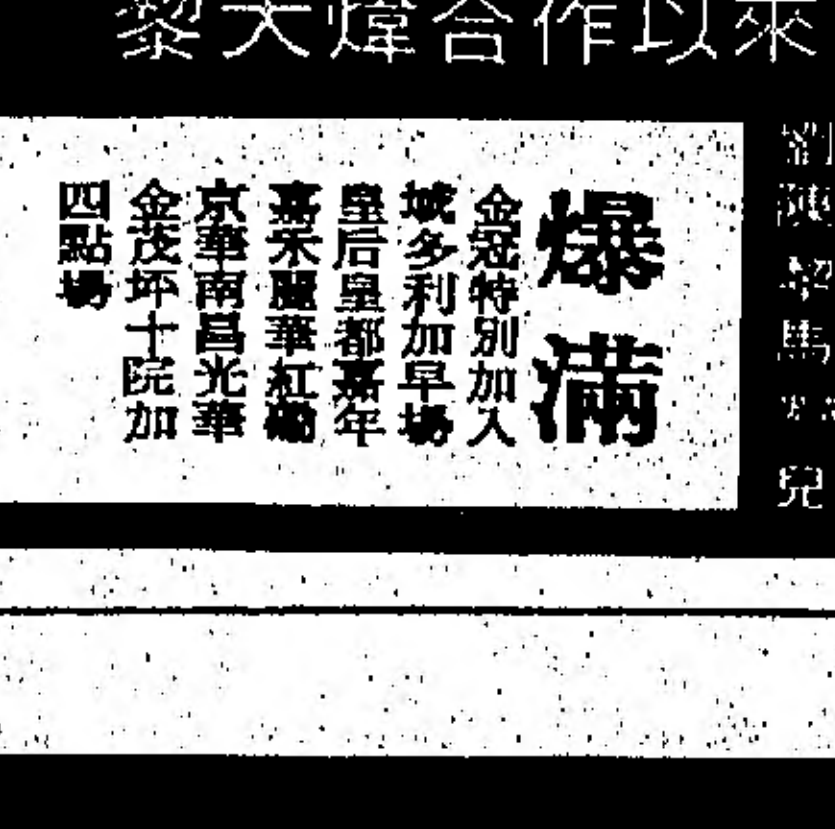 黎大煒合作以來
爆滿
金冠特別加入
城多利加早場
皇后皇都嘉年
嘉禾麗華紅磡
京華南昌光華
金茂坪十院加
四點場